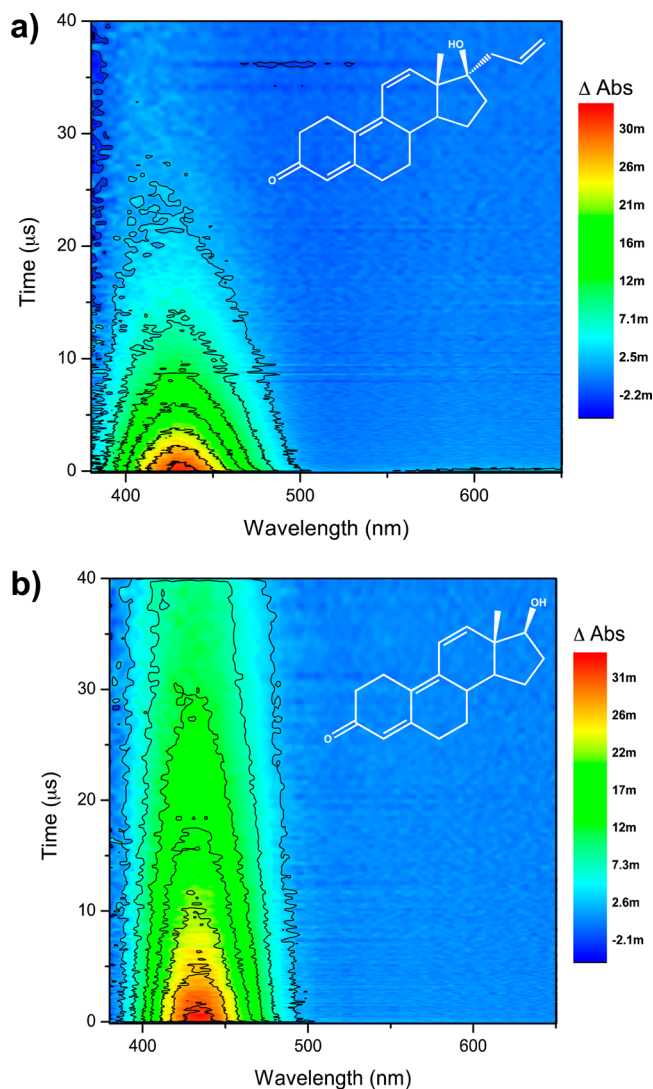 a)
40
30
20
10
0
Time (μs)
400
500
600
Wavelength (nm)
HO
O
Δ Abs
30m
26m
21m
16m
12m
7.1m
2.5m
-2.2m
b)
40
30
20
10
0
Time (μs)
400
500
600
Wavelength (nm)
OH
O
Δ Abs
31m
26m
22m
17m
12m
7.3m
2.6m
-2.1m